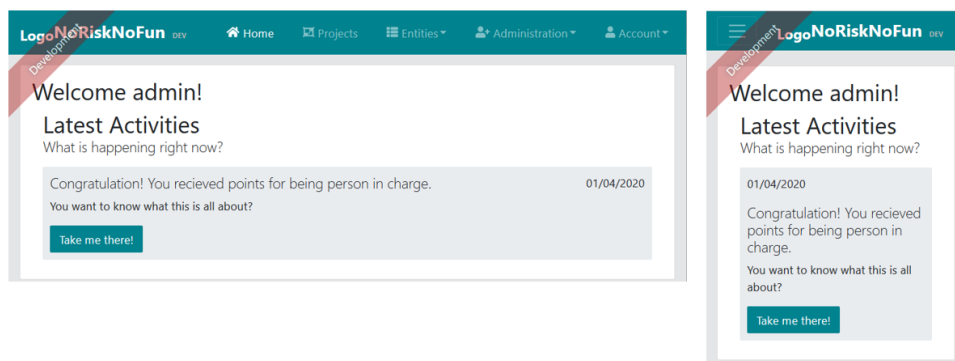 LogoNoRiskNoFun DEV Home Projects Entities Administration Account
Development
Welcome admin!
Latest Activities
What is happening right now?
Congratulation! You recieved points for being person in charge. 01/04/2020
You want to know what this is all about?
Take me there!
LogoNoRiskNoFun DEV
Development
Welcome admin!
Latest Activities
What is happening right now?
01/04/2020
Congratulation! You recieved
points for being person in
charge.
You want to know what this is all
about?
Take me there!